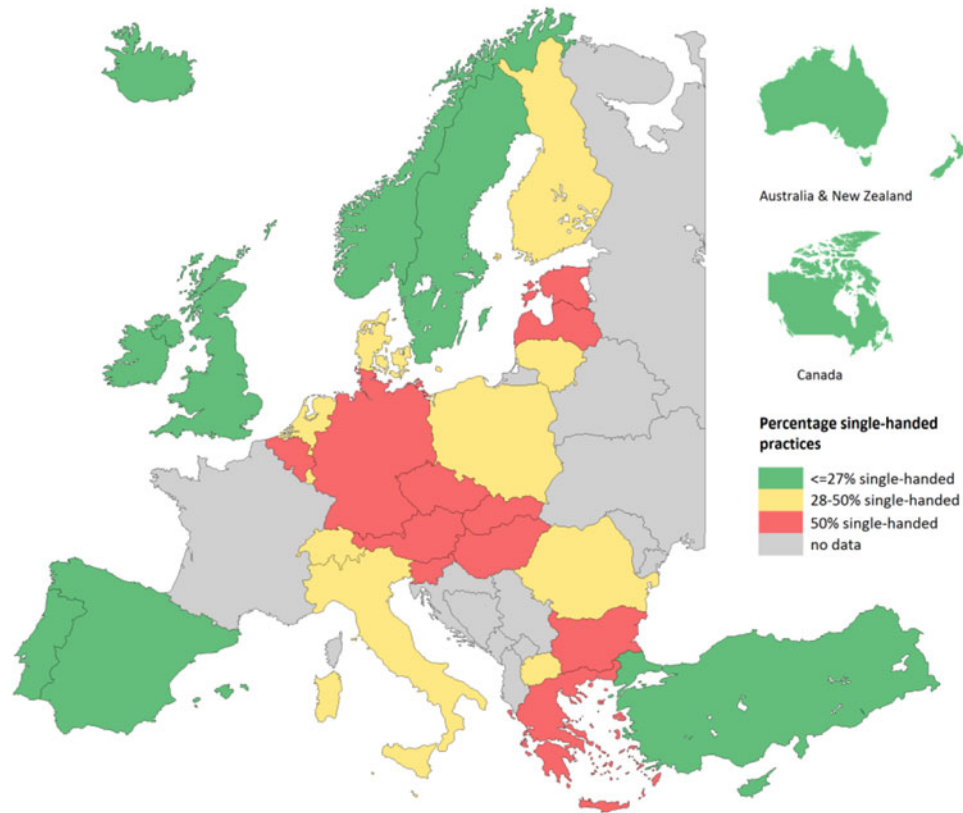 Australia & New Zealand
Canada
Percentage single-handed
practices
<=27% single-handed
28-50% single-handed
50% single-handed
no data